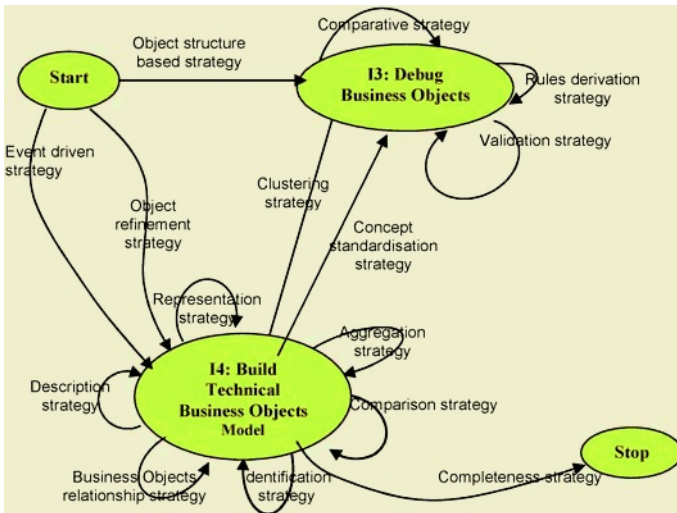 Comparative strategy
Object structure
based strategy
Start
I3: Debug
Business Objects
Rules derivation
strategy
Validation strategy
Event driven
strategy
Clustering
strategy
Object
refinement
strategy
Concept
standardisation
strategy
Representation
strategy
Aggregation
strategy
I4: Build
Technical
Business Objects
Model
Description
strategy
Comparison strategy
Stop
Business Objects
relationship strategy
dentification
strategy
Completeness strategy